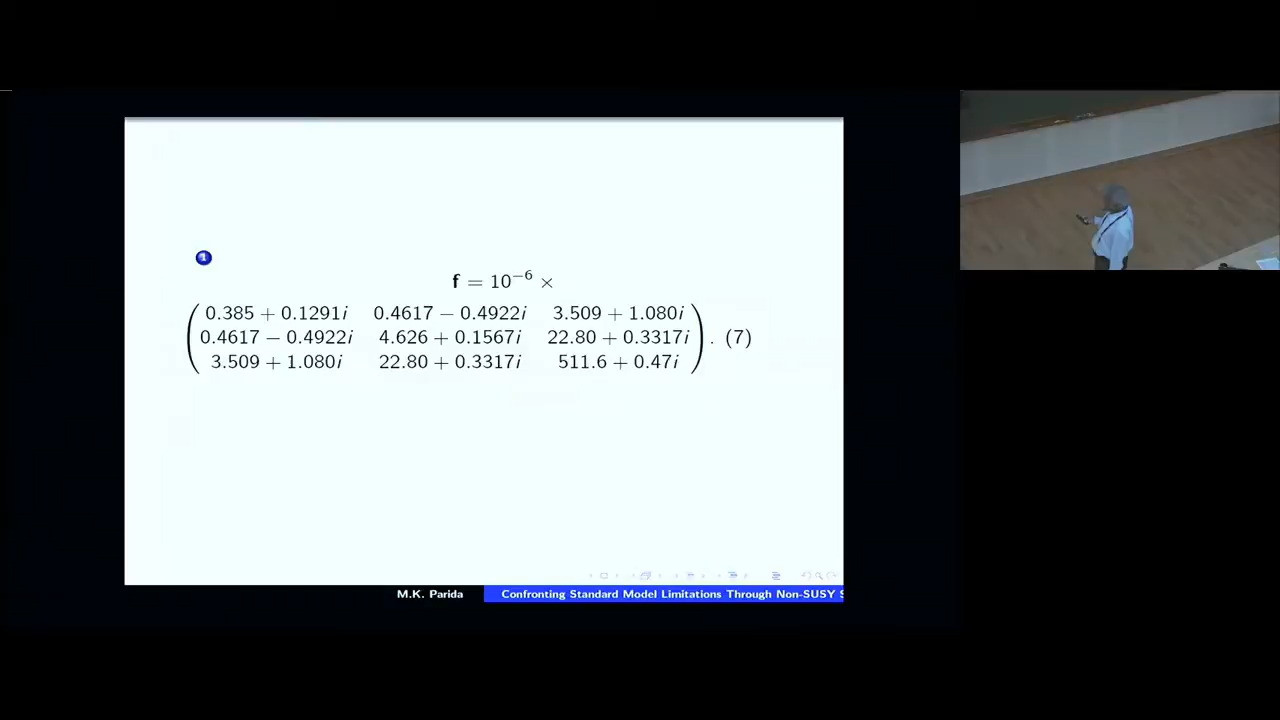 1
f = 10⁻⁶ ×
0.385 + 0.1291i 0.4617 − 0.4922i 3.509 + 1.080i
0.4617 − 0.4922i 4.626 + 0.1567i 22.80 + 0.3317i . (7)
3.509 + 1.080i 22.80 + 0.3317i 511.6 + 0.47i
M.K. Parida Confronting Standard Model Limitations Through Non-SUSY S